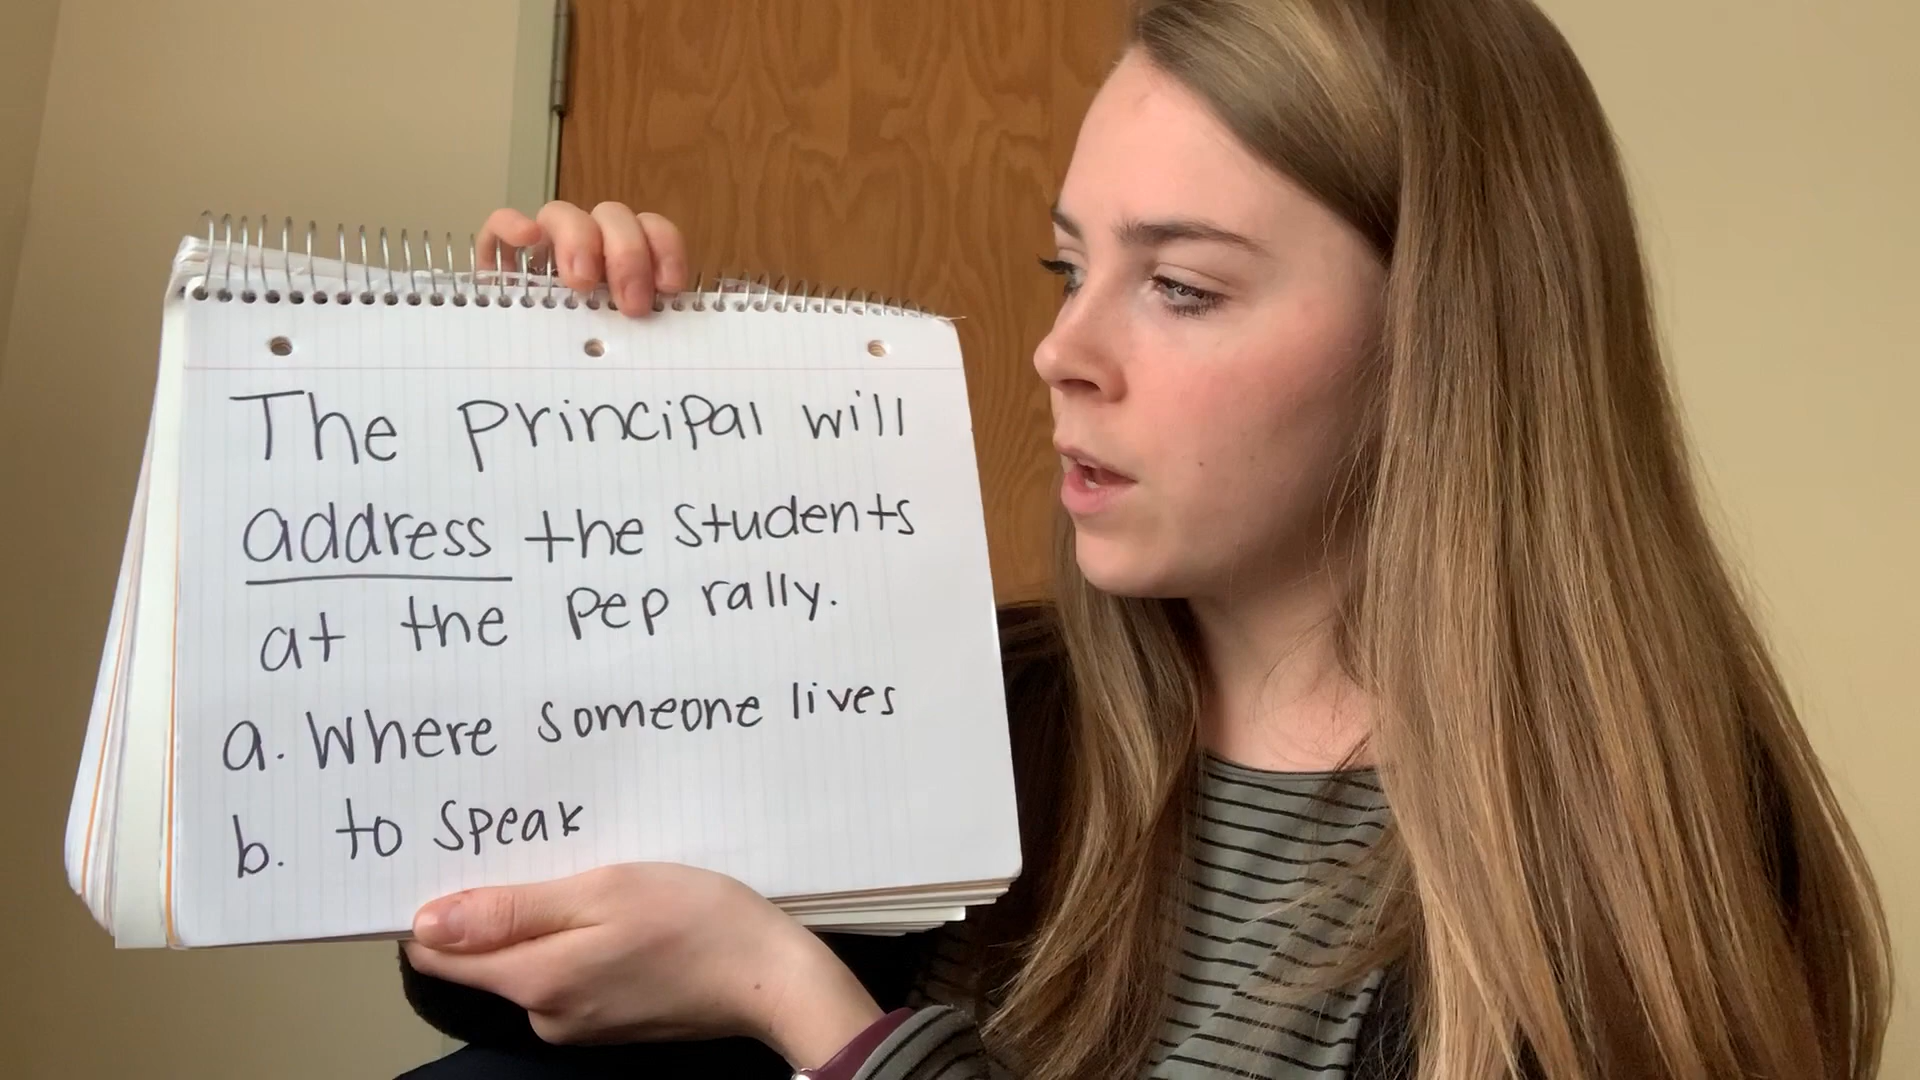 The principal will
address the students
at the pep rally.
a. Where someone lives
b. to speak